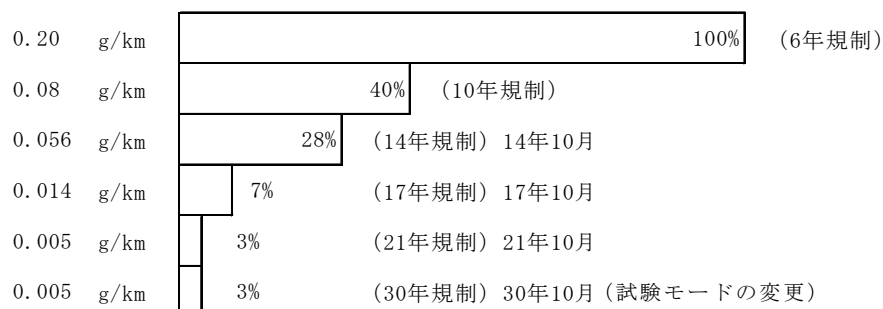 0.20 g/km 100% (6年規制)
0.08 g/km 40% (10年規制)
0.056 g/km 28% (14年規制) 14年10月
0.014 g/km 7% (17年規制) 17年10月
0.005 g/km 3% (21年規制) 21年10月
0.005 g/km 3% (30年規制) 30年10月(試験モードの変更)